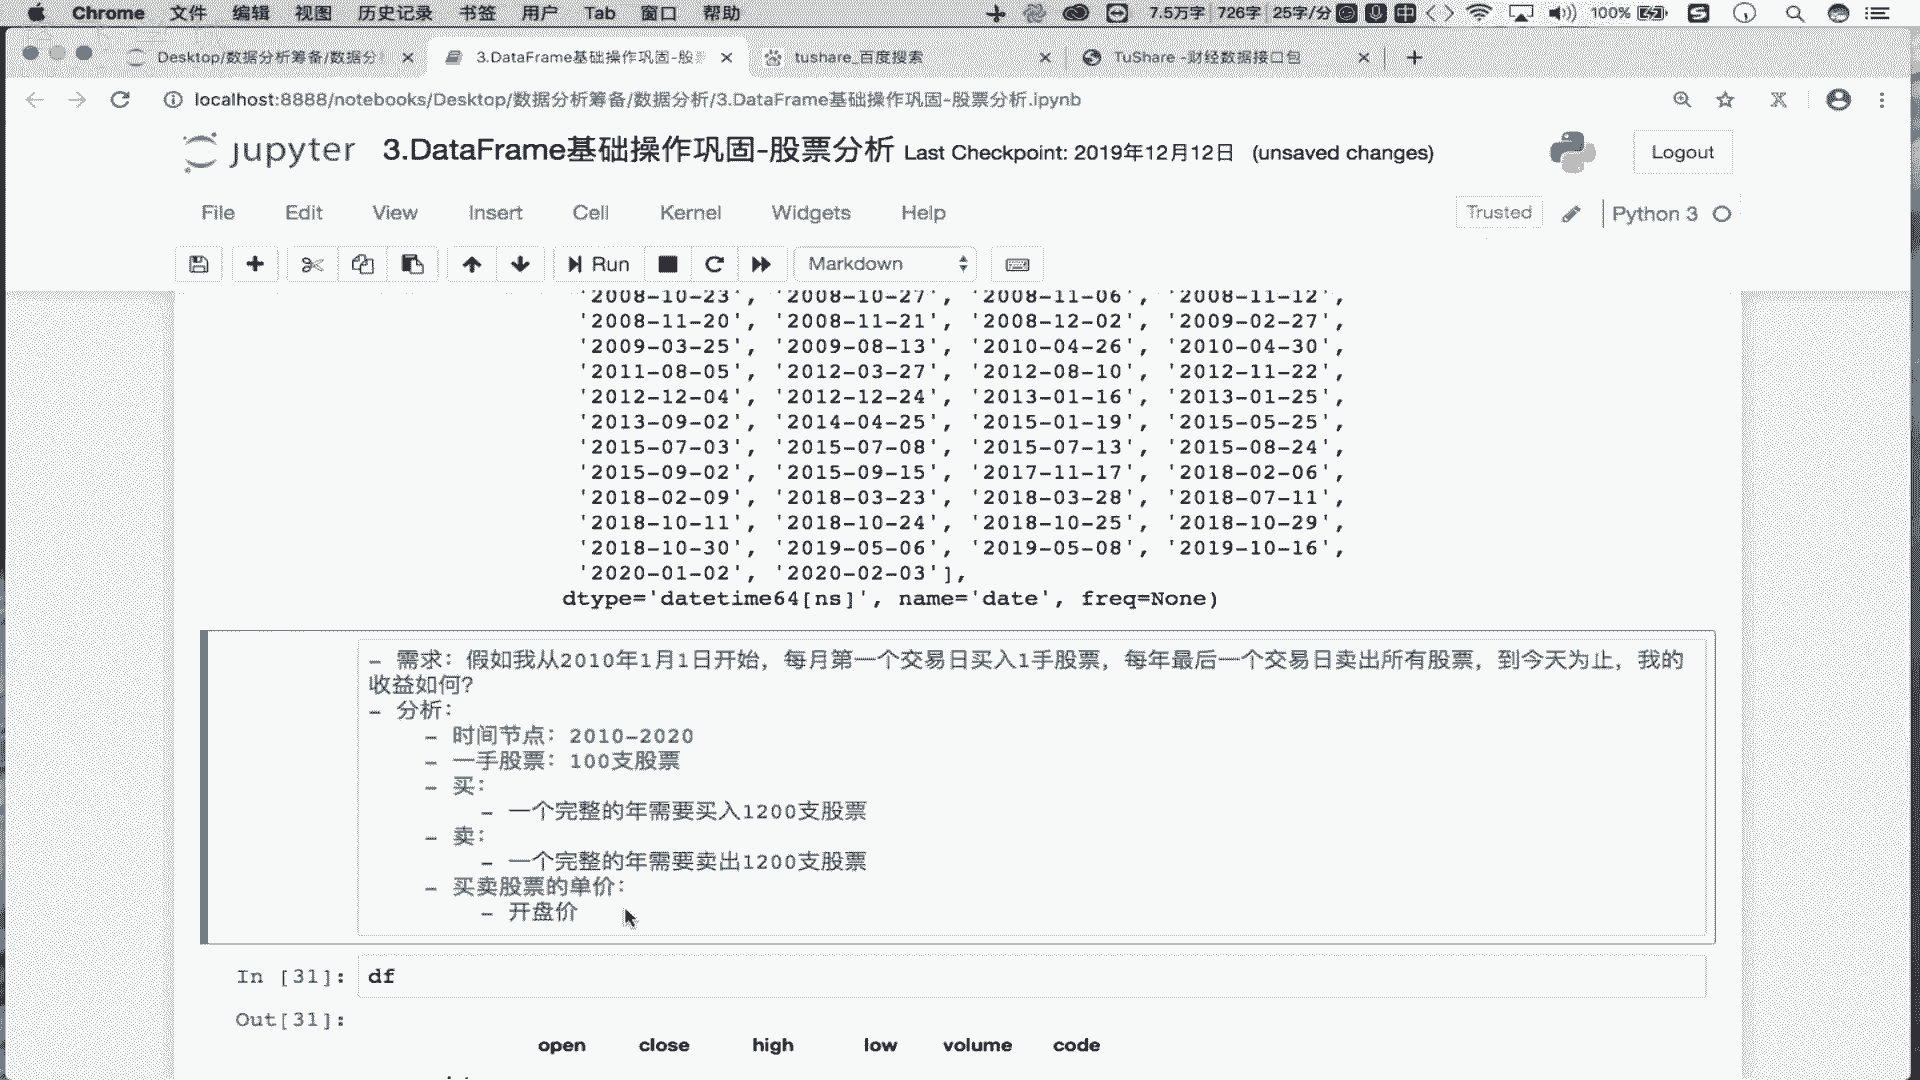 Chrome 文件 编辑 视图 历史记录 书签 用户 Tab 窗口 帮助 7.5万字 726字 25字/分 中 100%
Desktop/数据分析筹备/数据分 3.DataFrame基础操作巩固-股 tushare_百度搜索 TuShare -财经数据接口包
localhost:8888/notebooks/Desktop/数据分析筹备/数据分析/3.DataFrame基础操作巩固-股票分析.ipynb
jupyter 3.DataFrame基础操作巩固-股票分析 Last Checkpoint: 2019年12月12日 (unsaved changes) Logout
File Edit View Insert Cell Kernel Widgets Help Trusted Python 3
Run Markdown
'2008-10-23', '2008-10-27', '2008-11-06', '2008-11-12',
'2008-11-20', '2008-11-21', '2008-12-02', '2009-02-27',
'2009-03-25', '2009-08-13', '2010-04-26', '2010-04-30',
'2011-08-05', '2012-03-27', '2012-08-10', '2012-11-22',
'2012-12-04', '2012-12-24', '2013-01-16', '2013-01-25',
'2013-09-02', '2014-04-25', '2015-01-19', '2015-05-25',
'2015-07-03', '2015-07-08', '2015-07-13', '2015-08-24',
'2015-09-02', '2015-09-15', '2017-11-17', '2018-02-06',
'2018-02-09', '2018-03-23', '2018-03-28', '2018-07-11',
'2018-10-11', '2018-10-24', '2018-10-25', '2018-10-29',
'2018-10-30', '2019-05-06', '2019-05-08', '2019-10-16',
'2020-01-02', '2020-02-03'],
dtype='datetime64[ns]', name='date', freq=None)
- 需求：假如我从2010年1月1日开始，每月第一个交易日买入1手股票，每年最后一个交易日卖出所有股票，到今天为止，我的
收益如何？
- 分析：
- 时间节点：2010-2020
- 一手股票：100支股票
- 买：
- 一个完整的年需要买入1200支股票
- 卖：
- 一个完整的年需要卖出1200支股票
- 买卖股票的单价：
- 开盘价
In [31]: df
Out[31]:
open close high low volume code